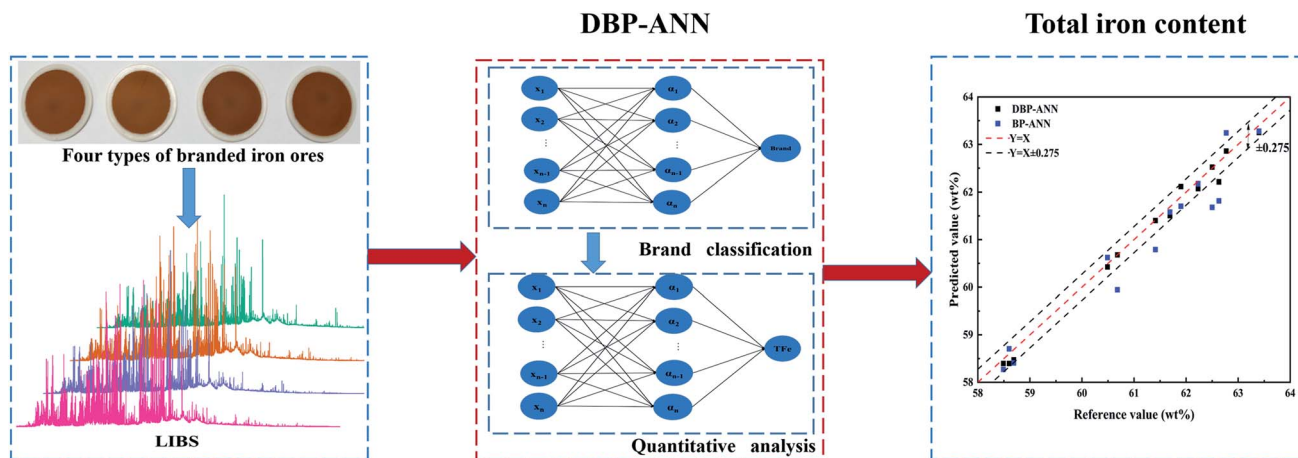 DBP-ANN
Total iron content
Four types of branded iron ores
LIBS
x1
x2
⋮
xn-1
xn
α1
α2
⋮
αn-1
αn
Brand
Brand classification
x1
x2
⋮
xn-1
xn
α1
α2
⋮
αn-1
αn
TFe
Quantitative analysis
DBP-ANN
BP-ANN
Y=X
Y=X±0.275
±0.275
Predicted value (wt%)
64
63
62
61
60
59
58
58 59 60 61 62 63 64
Reference value (wt%)